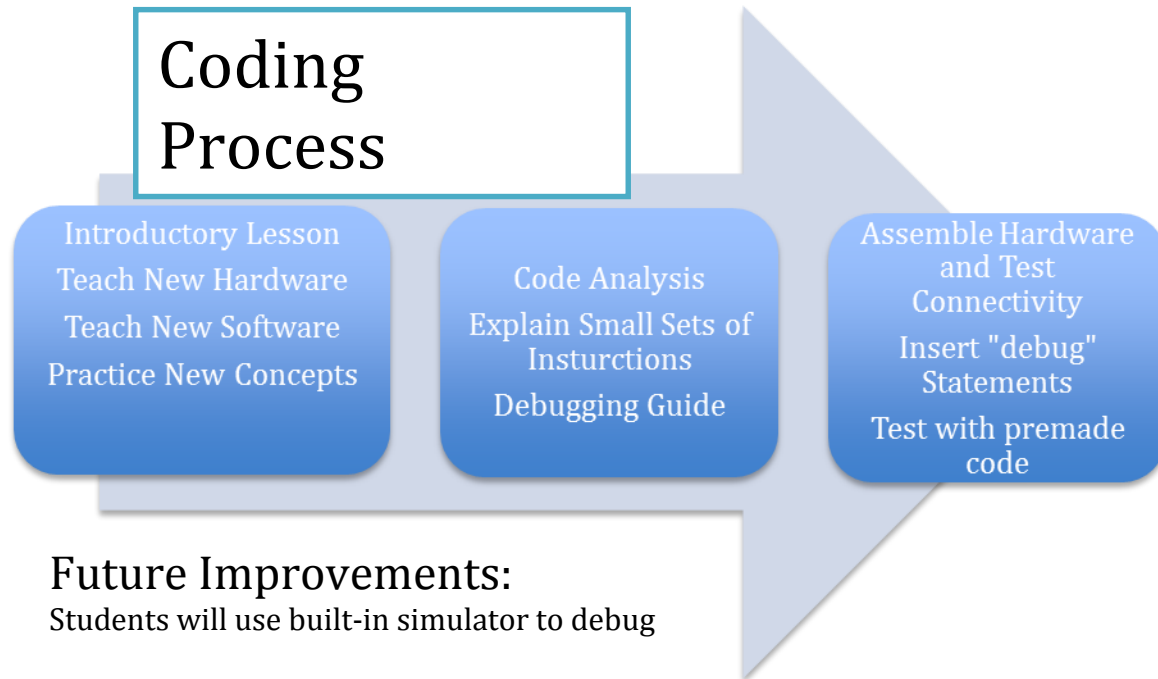 Coding
Process
Introductory Lesson
Teach New Hardware
Teach New Software
Practice New Concepts
Code Analysis
Explain Small Sets of
Insturctions
Debugging Guide
Assemble Hardware
and Test
Connectivity
Insert "debug"
Statements
Test with premade
code
Future Improvements:
Students will use built-in simulator to debug